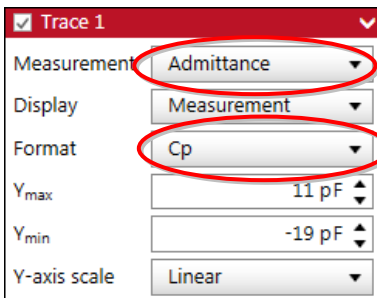 Trace 1
Measurement Admittance
Display Measurement
Format Cp
Ymax 11 pF
Ymin -19 pF
Y-axis scale Linear